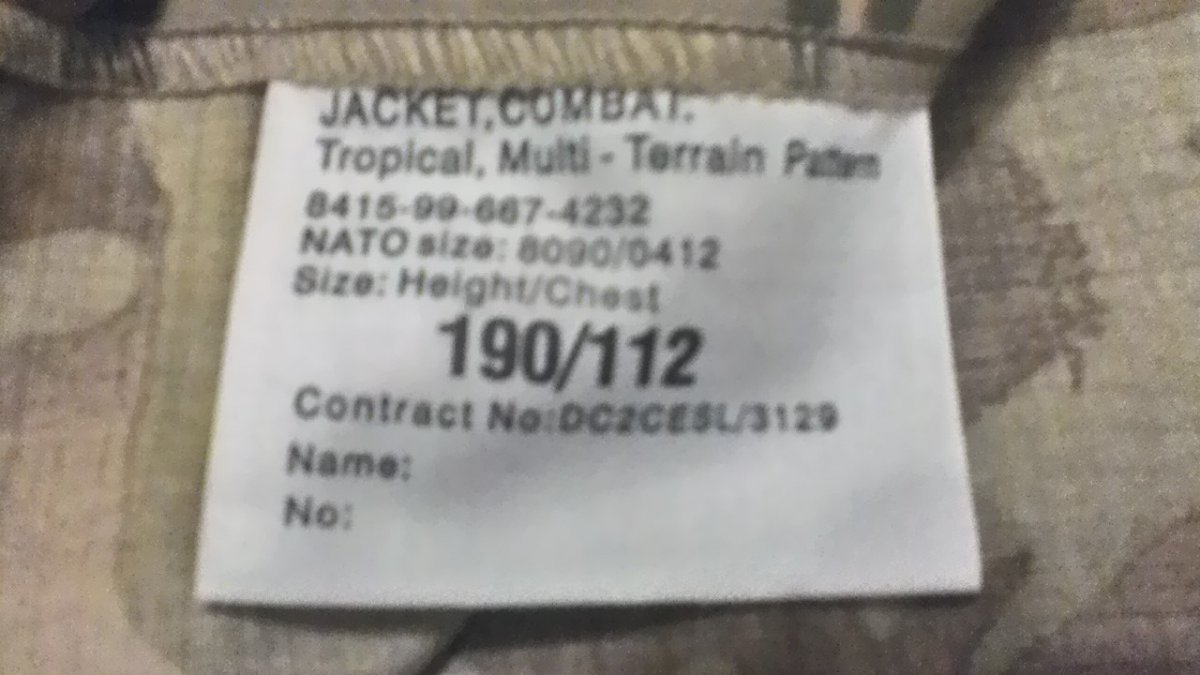 JACKET,COMBAT.
Tropical, Multi - Terrain Pattern
8415-99-667-4232
NATO size: 8090/0412
Size: Height/Chest
190/112
Contract No:DC2CESL/3129
Name:
No: